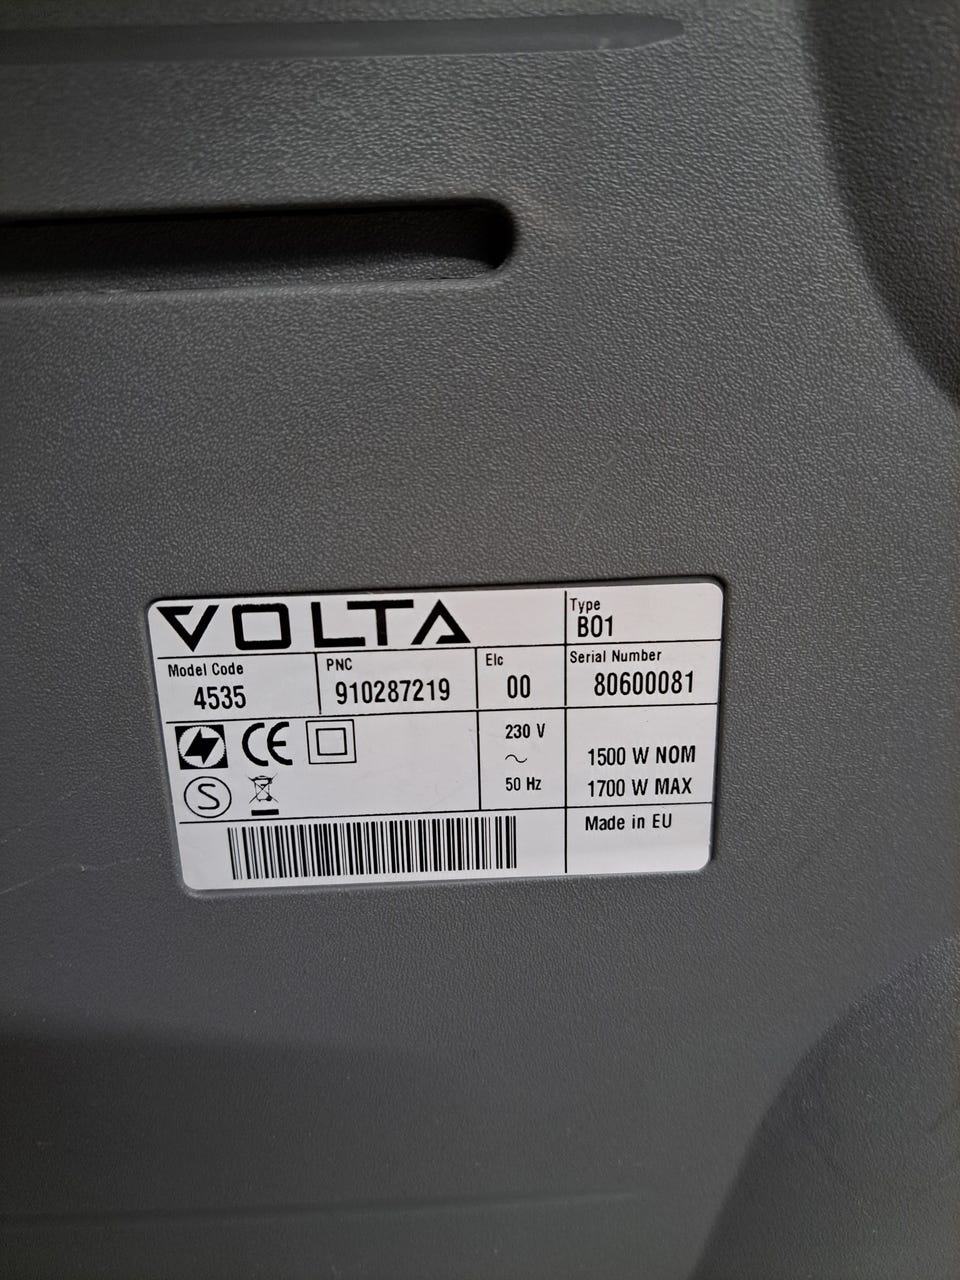 VOLTA
Type
B01
Model Code
4535
PNC
910287219
Elc
00
Serial Number
80600081
CE
S
230 V
~
50 Hz
1500 W NOM
1700 W MAX
Made in EU